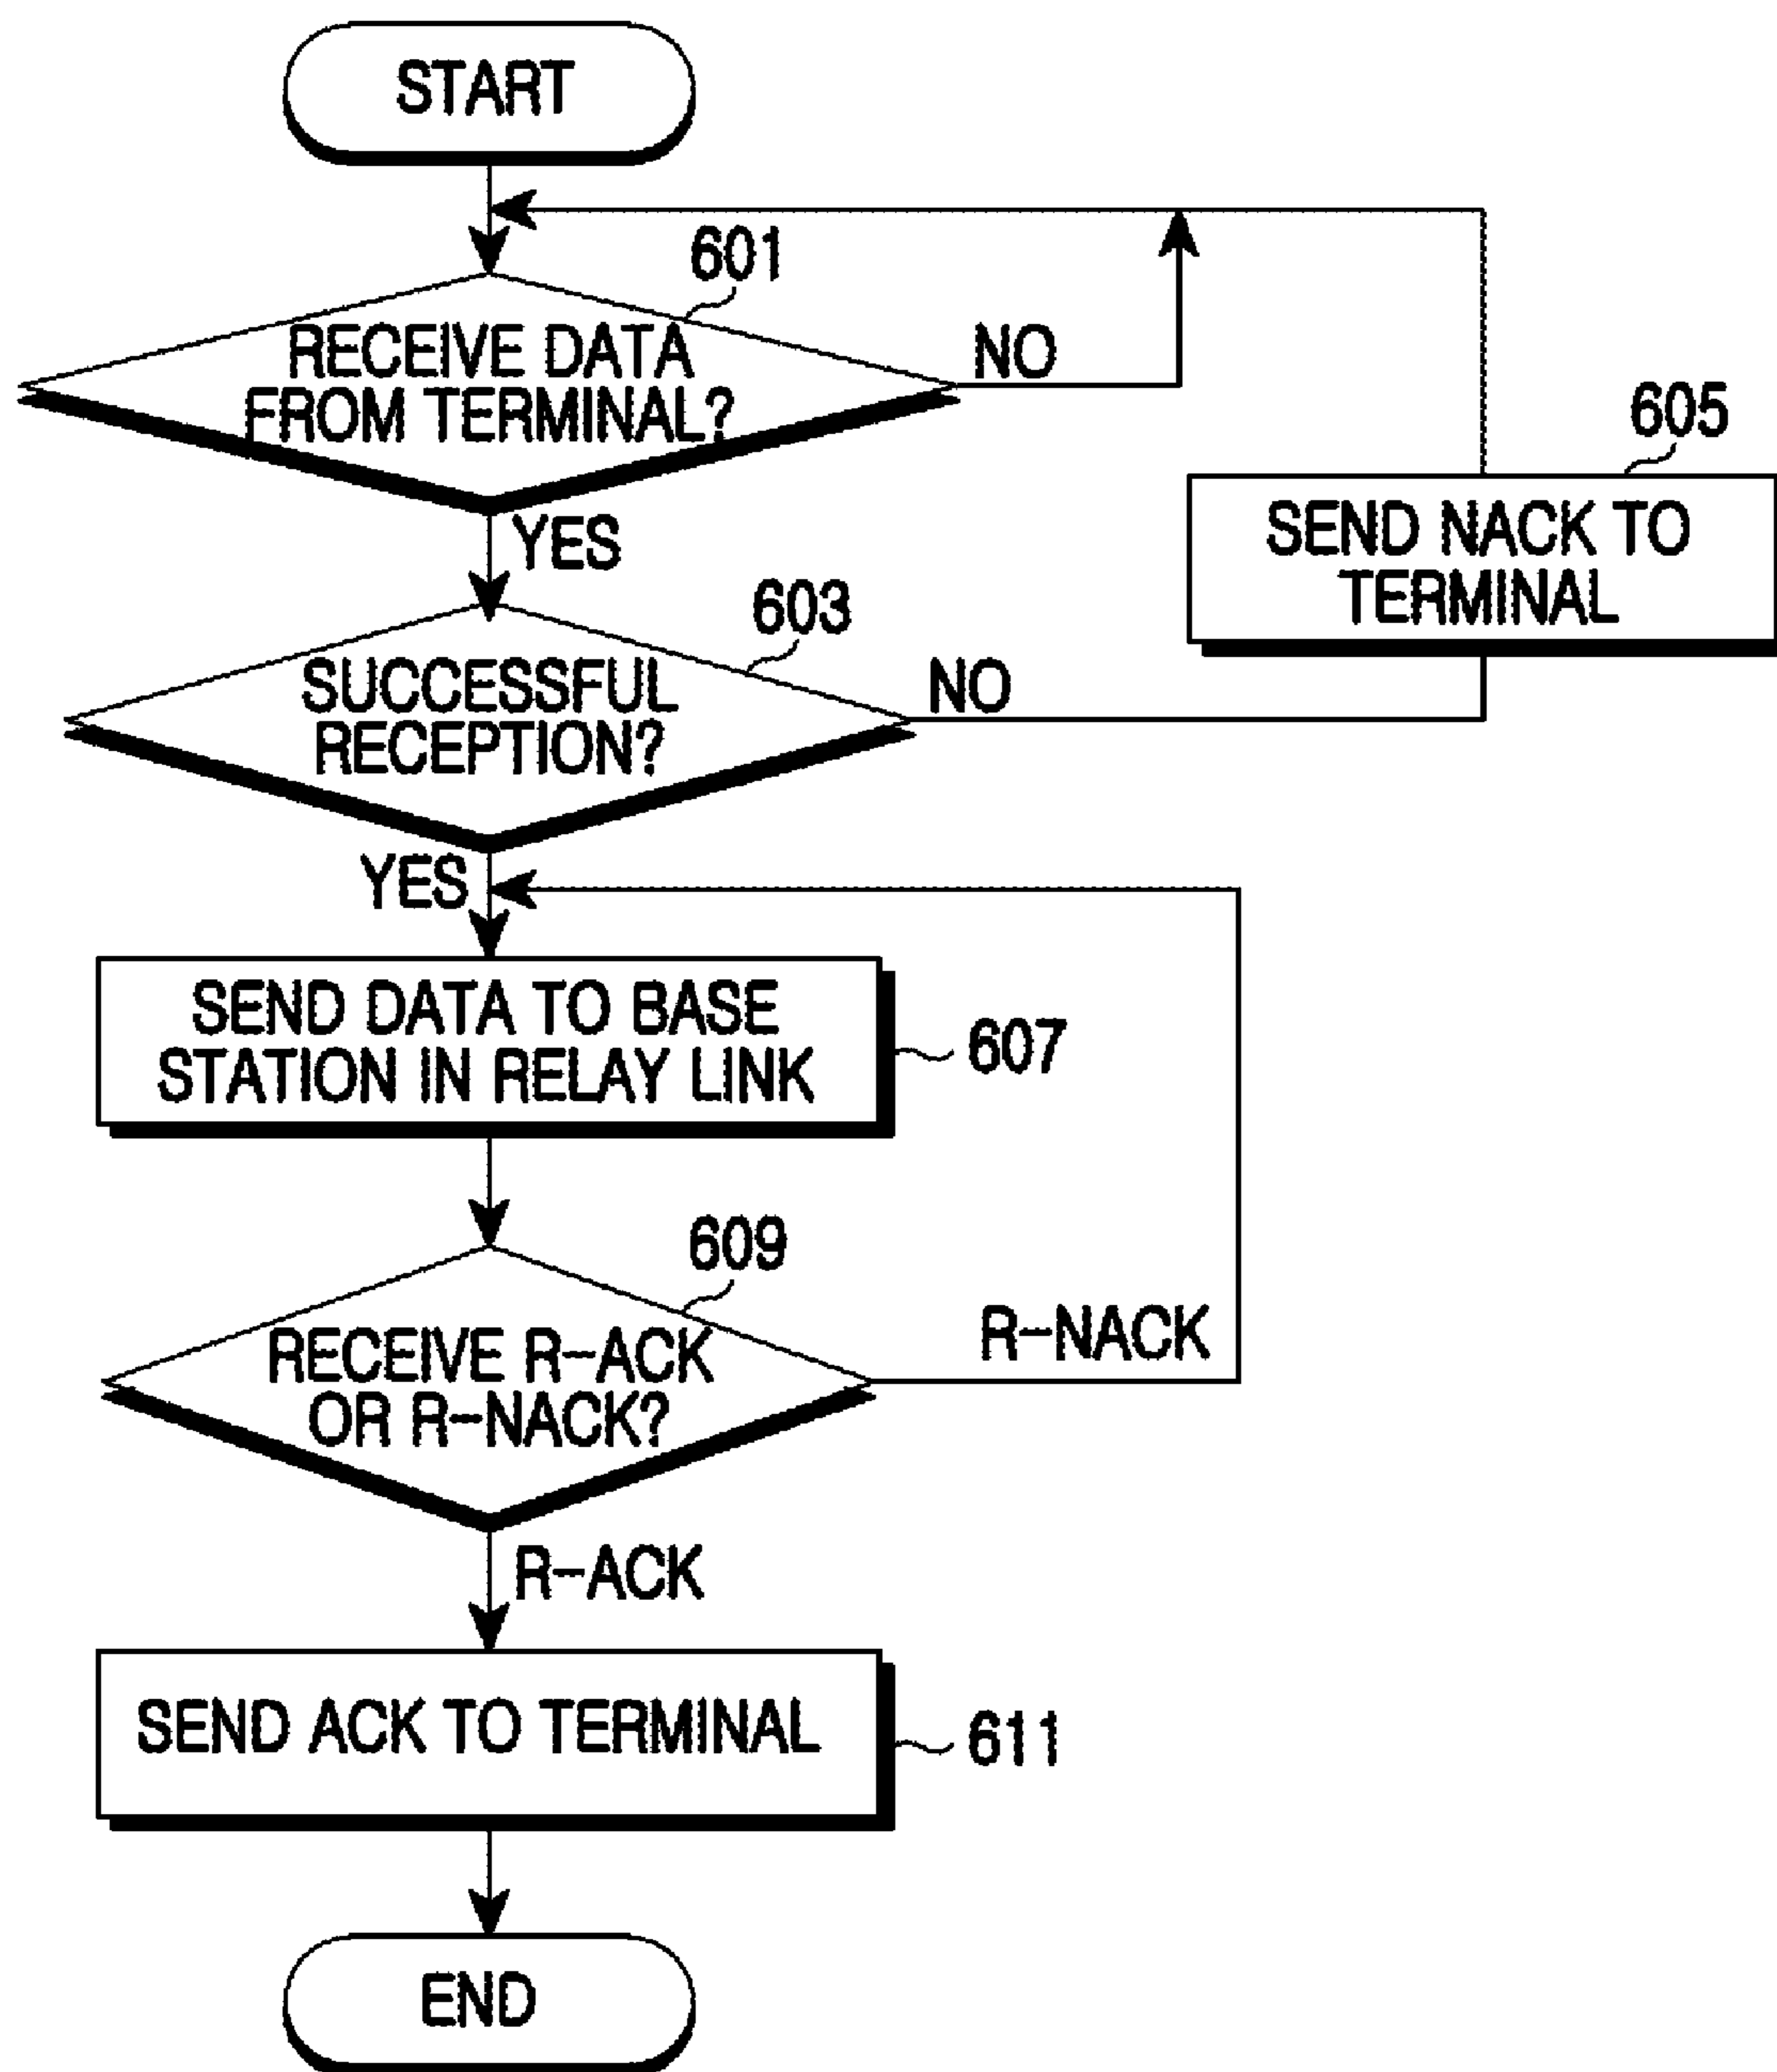 START
601
RECEIVE DATA
FROM TERMINAL?
NO
YES
605
SEND NACK TO
TERMINAL
603
SUCCESSFUL
RECEPTION?
NO
YES
SEND DATA TO BASE
STATION IN RELAY LINK
607
609
RECEIVE R-ACK
OR R-NACK?
R-NACK
R-ACK
SEND ACK TO TERMINAL
611
END